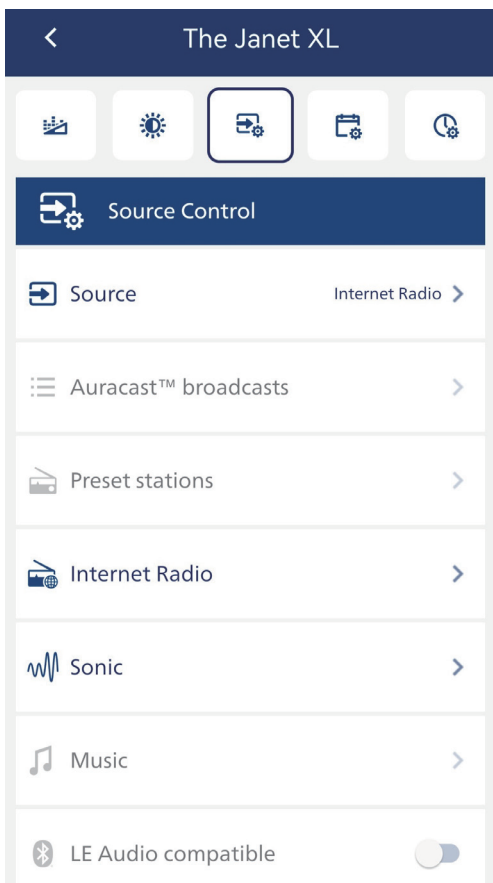 The Janet XL
Source Control
Source
Internet Radio
Auracast™ broadcasts
Preset stations
Internet Radio
Sonic
Music
LE Audio compatible